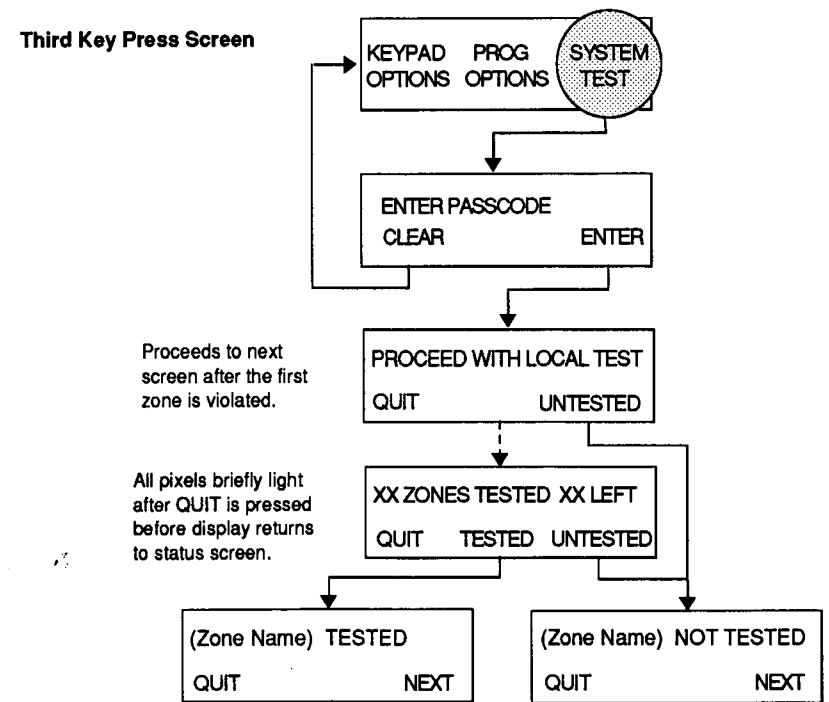 Third Key Press Screen
KEYPAD PROG SYSTEM
OPTIONS OPTIONS TEST
ENTER PASSCODE
CLEAR ENTER
Proceeds to next
screen after the first
zone is violated.
PROCEED WITH LOCAL TEST
QUIT UNTESTED
All pixels briefly light
after QUIT is pressed
before display returns
to status screen.
XX ZONES TESTED XX LEFT
QUIT TESTED UNTESTED
(Zone Name) TESTED
QUIT NEXT
(Zone Name) NOT TESTED
QUIT NEXT